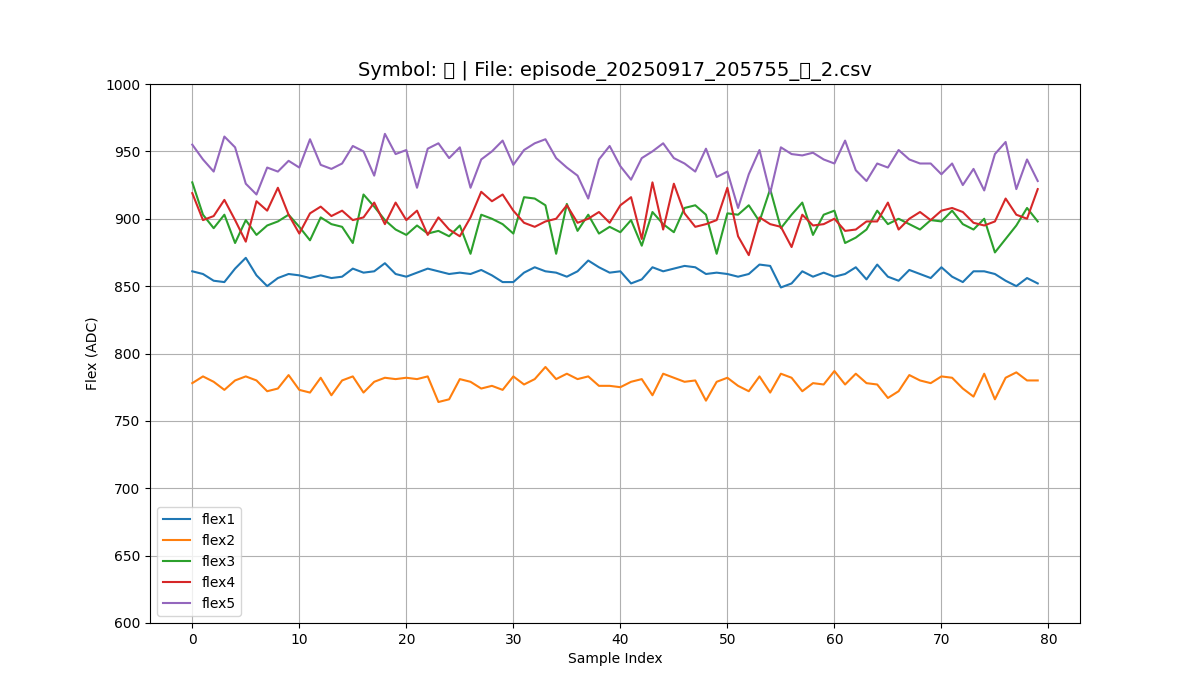 Symbol: | File: episode_20250917_205755_ _2.csv
1000
950
900
850
800
750
700
650
600
Flex (ADC)
flex1
flex2
flex3
flex4
flex5
0 10 20 30 40 50 60 70 80
Sample Index